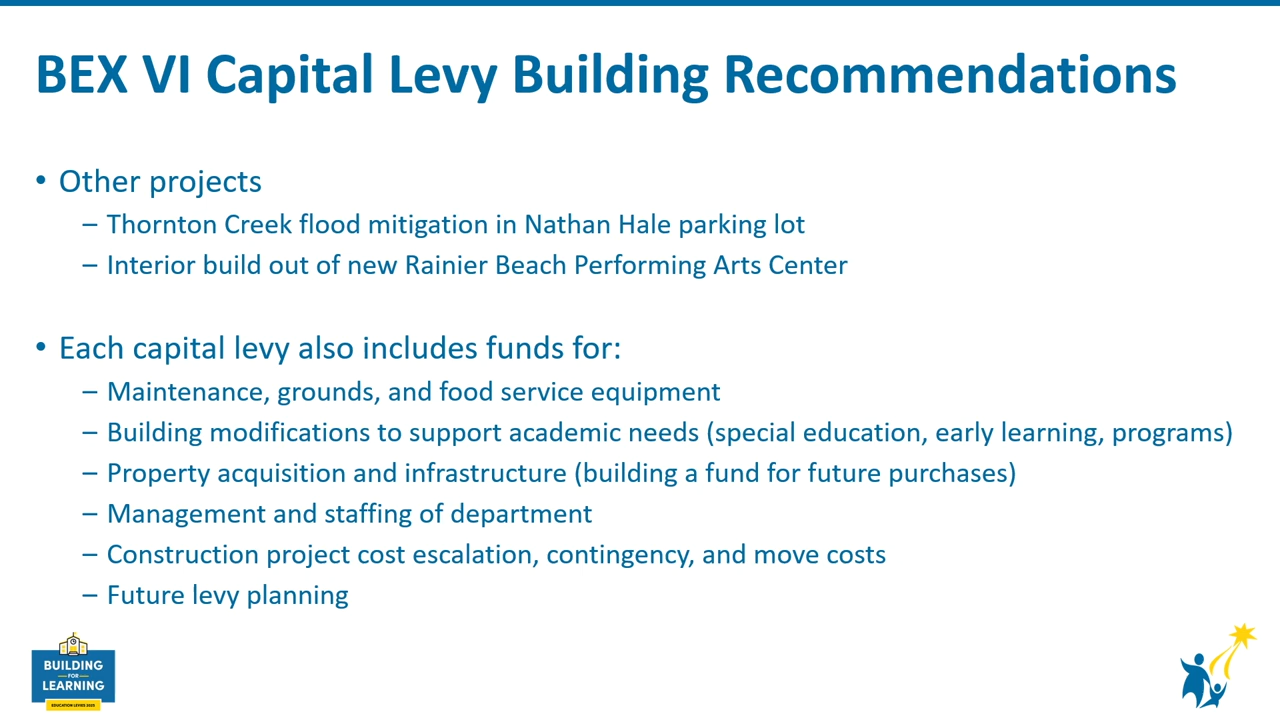 BEX VI Capital Levy Building Recommendations
• Other projects
– Thornton Creek flood mitigation in Nathan Hale parking lot
– Interior build out of new Rainier Beach Performing Arts Center
• Each capital levy also includes funds for:
– Maintenance, grounds, and food service equipment
– Building modifications to support academic needs (special education, early learning, programs)
– Property acquisition and infrastructure (building a fund for future purchases)
– Management and staffing of department
– Construction project cost escalation, contingency, and move costs
– Future levy planning
BUILDING
FOR
LEARNING
EDUCATION LEVIES 2025